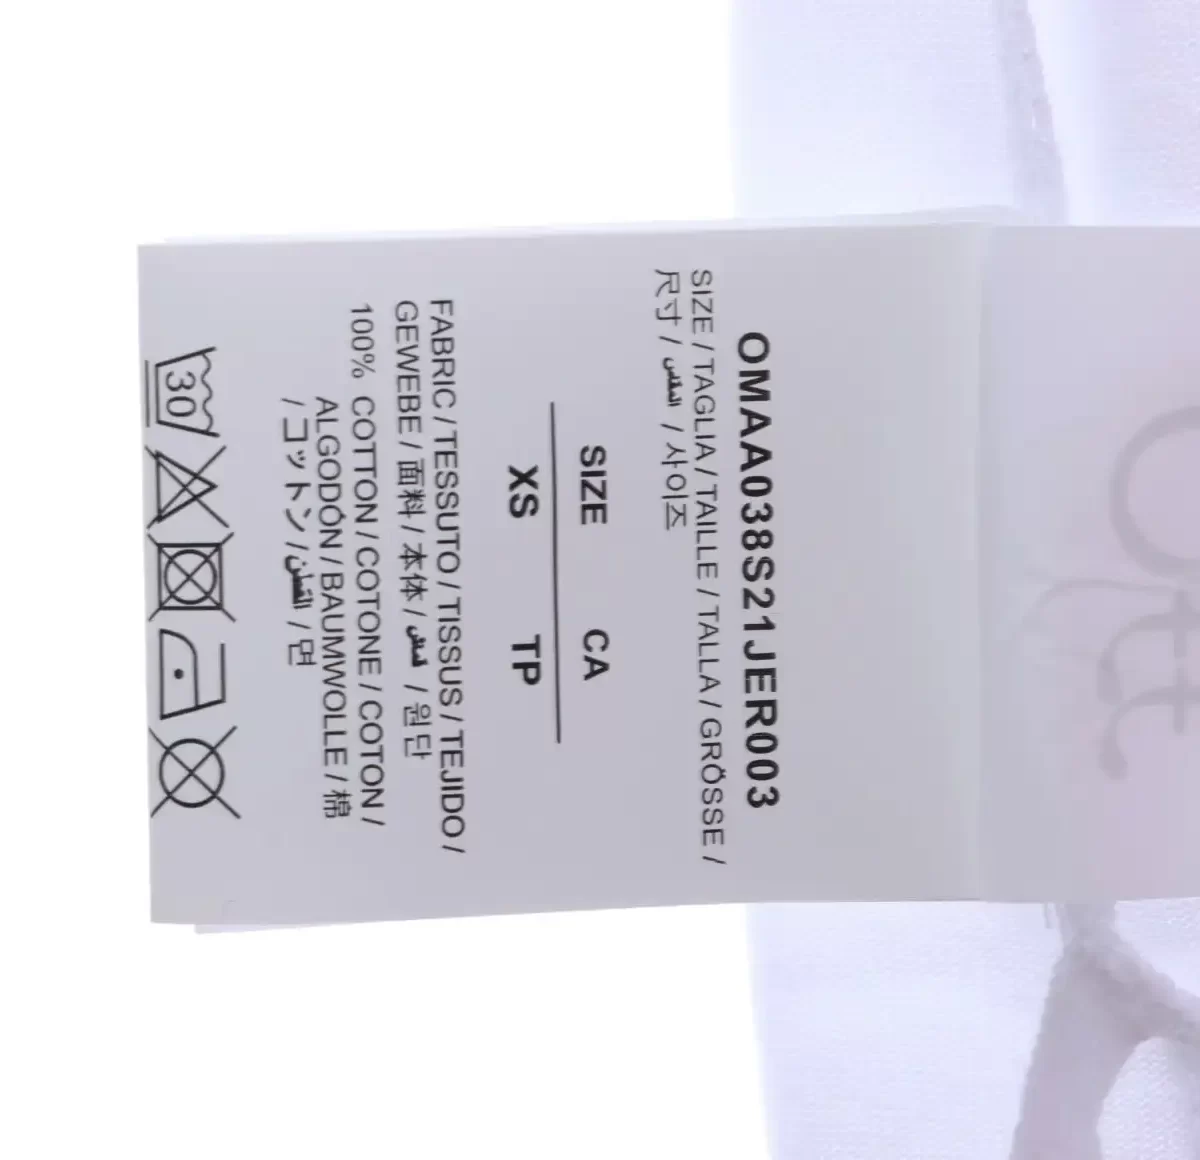 OMAA038S21JER003
SIZE / TAGLIA / TAILLE / TALLA / GRÖSSE /
尺寸 / المقاس / 사이즈
SIZE CA
XS TP
FABRIC / TESSUTO / TISSUS / TEJIDO /
GEWEBE / 面料 / 本体 / قماش / 원단
100% COTTON / COTONE / COTON /
ALGODÓN / BAUMWOLLE / 棉
/ コットン / القطن / 면
30